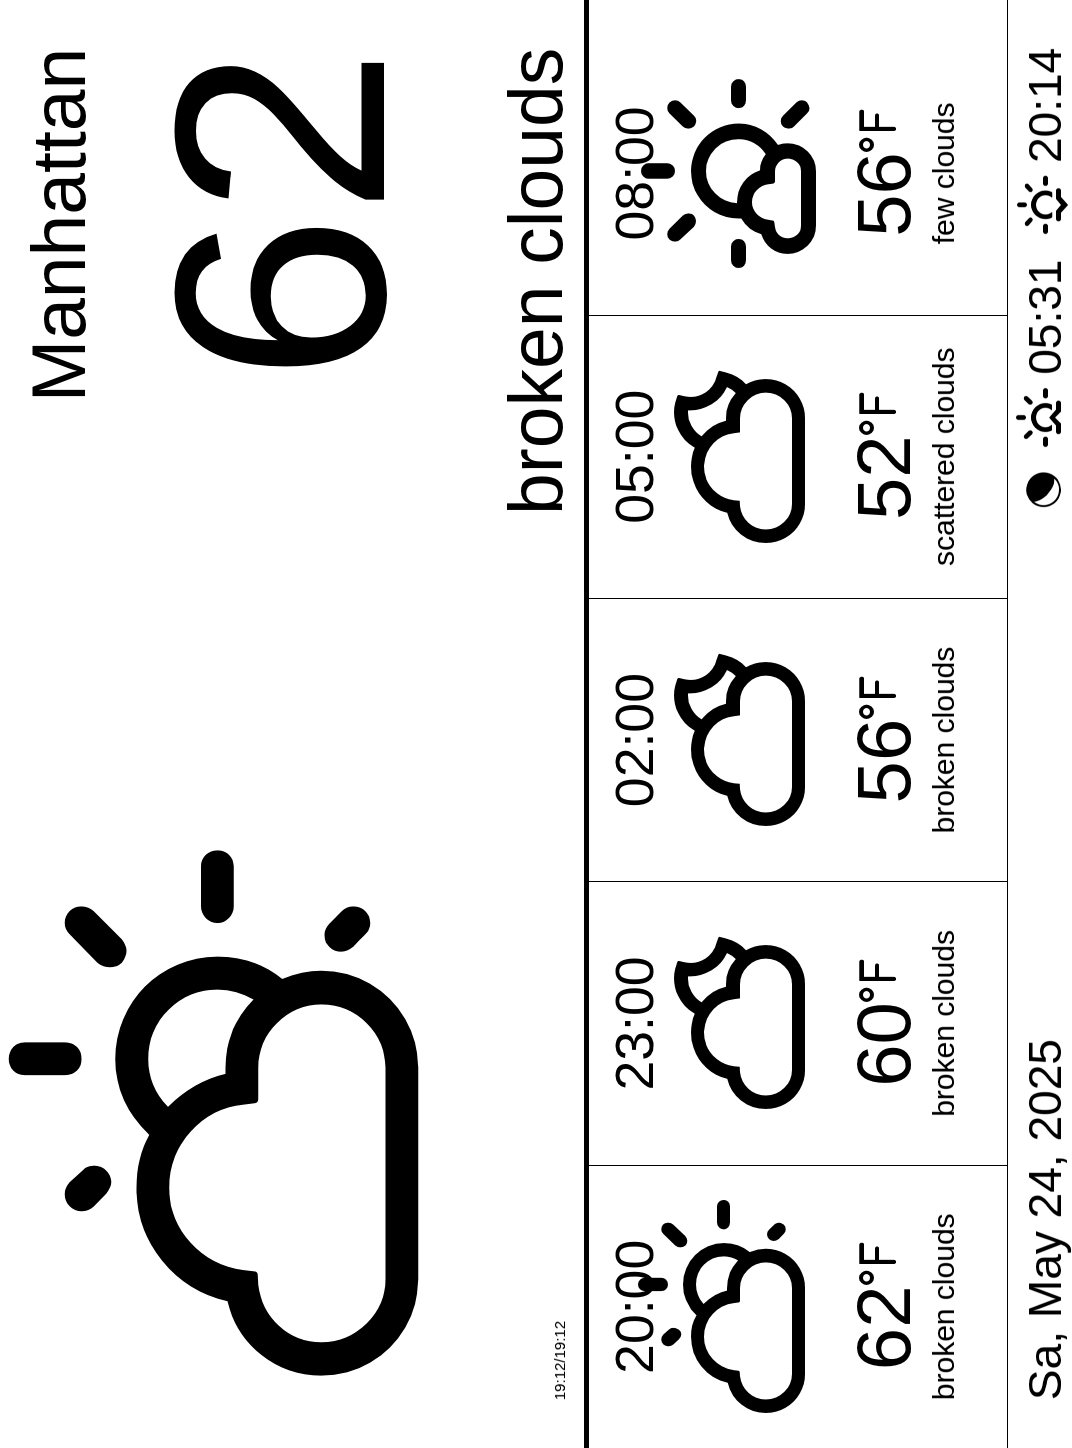 Manhattan
62
broken clouds
19:12/19:12
20:00
62°F
broken clouds
23:00
60°F
broken clouds
02:00
56°F
broken clouds
05:00
52°F
scattered clouds
08:00
56°F
few clouds
Sa, May 24, 2025
05:31
20:14